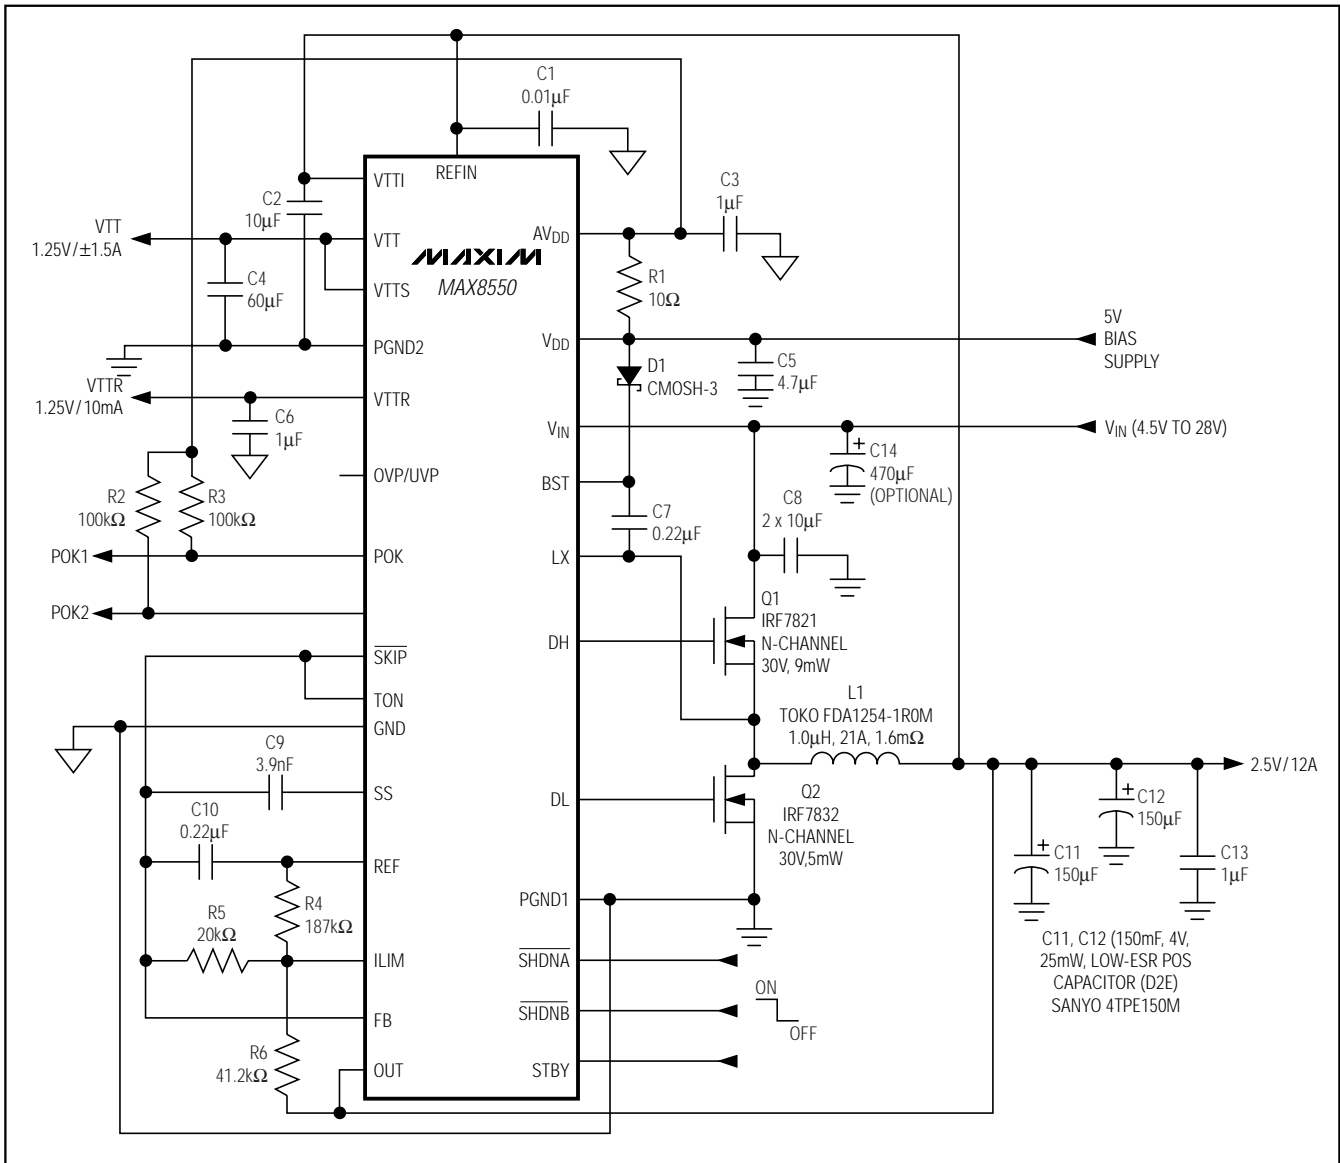 C1
0.01µF
REFIN
VTTI
C2
10µF
C3
1µF
VTT
1.25V/±1.5A
VTT
AVDD
MAXIM
MAX8550
C4
60µF
VTTS
R1
10Ω
PGND2
VDD
5V
BIAS
SUPPLY
D1
CMOSH-3
C5
4.7µF
VTTR
1.25V/10mA
VTTR
C6
1µF
VIN
VIN (4.5V TO 28V)
+
C14
470µF
(OPTIONAL)
OVP/UVP
BST
R2
100kΩ
R3
100kΩ
C7
0.22µF
C8
2 x 10µF
POK1
POK
LX
POK2
Q1
IRF7821
N-CHANNEL
30V, 9mW
DH
SKIP
TON
GND
L1
TOKO FDA1254-1R0M
1.0µH, 21A, 1.6mΩ
2.5V/12A
C9
3.9nF
SS
DL
Q2
IRF7832
N-CHANNEL
30V,5mW
+
C12
150µF
C10
0.22µF
REF
+
C11
150µF
C13
1µF
R4
187kΩ
PGND1
R5
20kΩ
ILIM
SHDNA
C11, C12 (150mF, 4V,
25mW, LOW-ESR POS
CAPACITOR (D2E)
SANYO 4TPE150M
ON
OFF
FB
SHDNB
R6
41.2kΩ
OUT
STBY